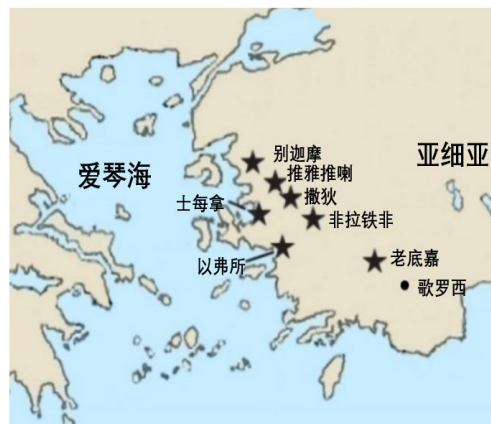 别迦摩
推雅推喇
亚细亚
爱琴海
撒狄
士每拿
非拉铁非
以弗所
老底嘉
歌罗西